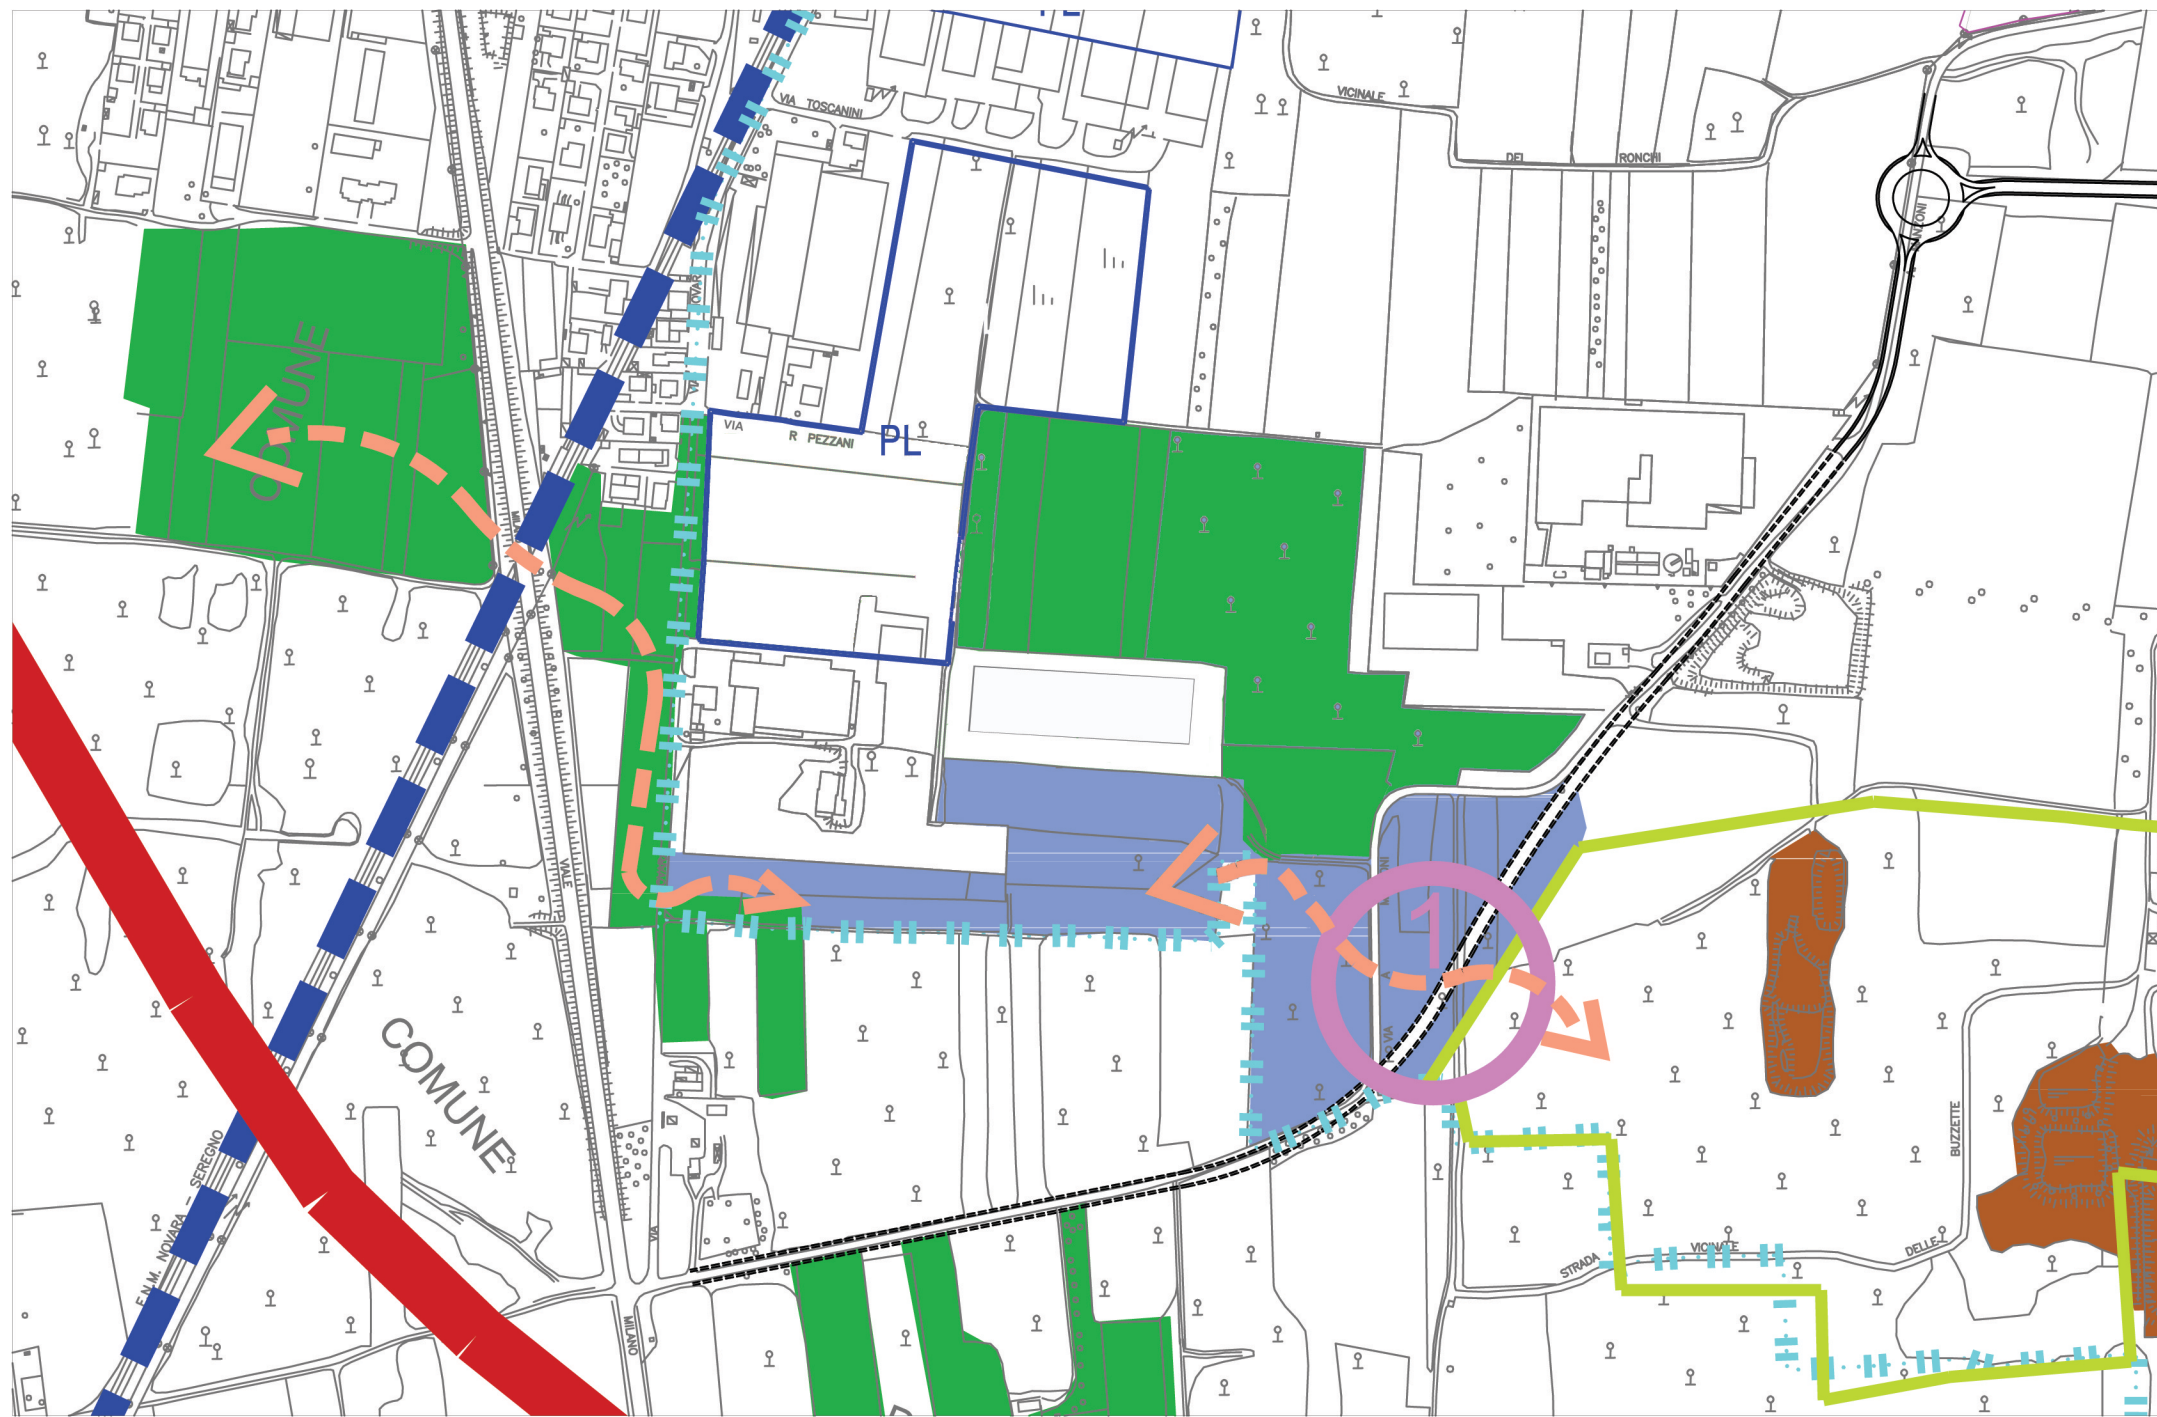 VIA TOSCANINI
VICINALE
DEI
RONCHI
COMUNE
VIA
R PEZZANI
PL
1
VIALE
COMUNE
BUZZETTE
F.N.M. NOVARA - SEREGNO
VIA
STRADA
VICINALE
DELLE
MILANO